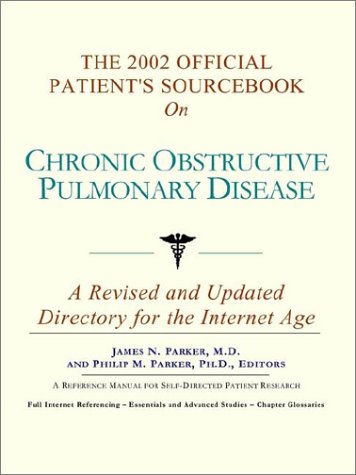 THE 2002 OFFICIAL
PATIENT'S SOURCEBOOK
On
CHRONIC OBSTRUCTIVE
PULMONARY DISEASE
A Revised and Updated
Directory for the Internet Age
JAMES N. PARKER, M.D.
AND PHILIP M. PARKER, PH.D., EDITORS
A REFERENCE MANUAL FOR SELF-DIRECTED PATIENT RESEARCH
Full Internet Referencing – Essentials and Advanced Studies – Chapter Glossaries